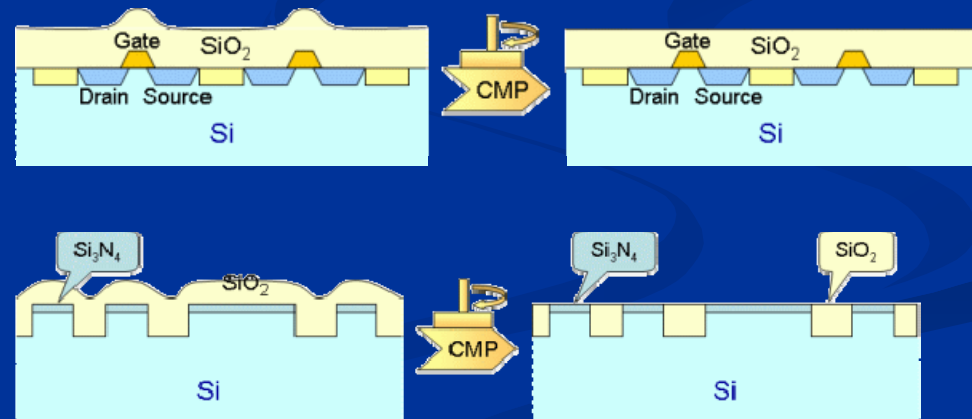 Gate SiO₂
Drain Source
Si
CMP
Gate SiO₂
Drain Source
Si
Si₃N₄
SiO₂
Si
CMP
Si₃N₄
SiO₂
Si